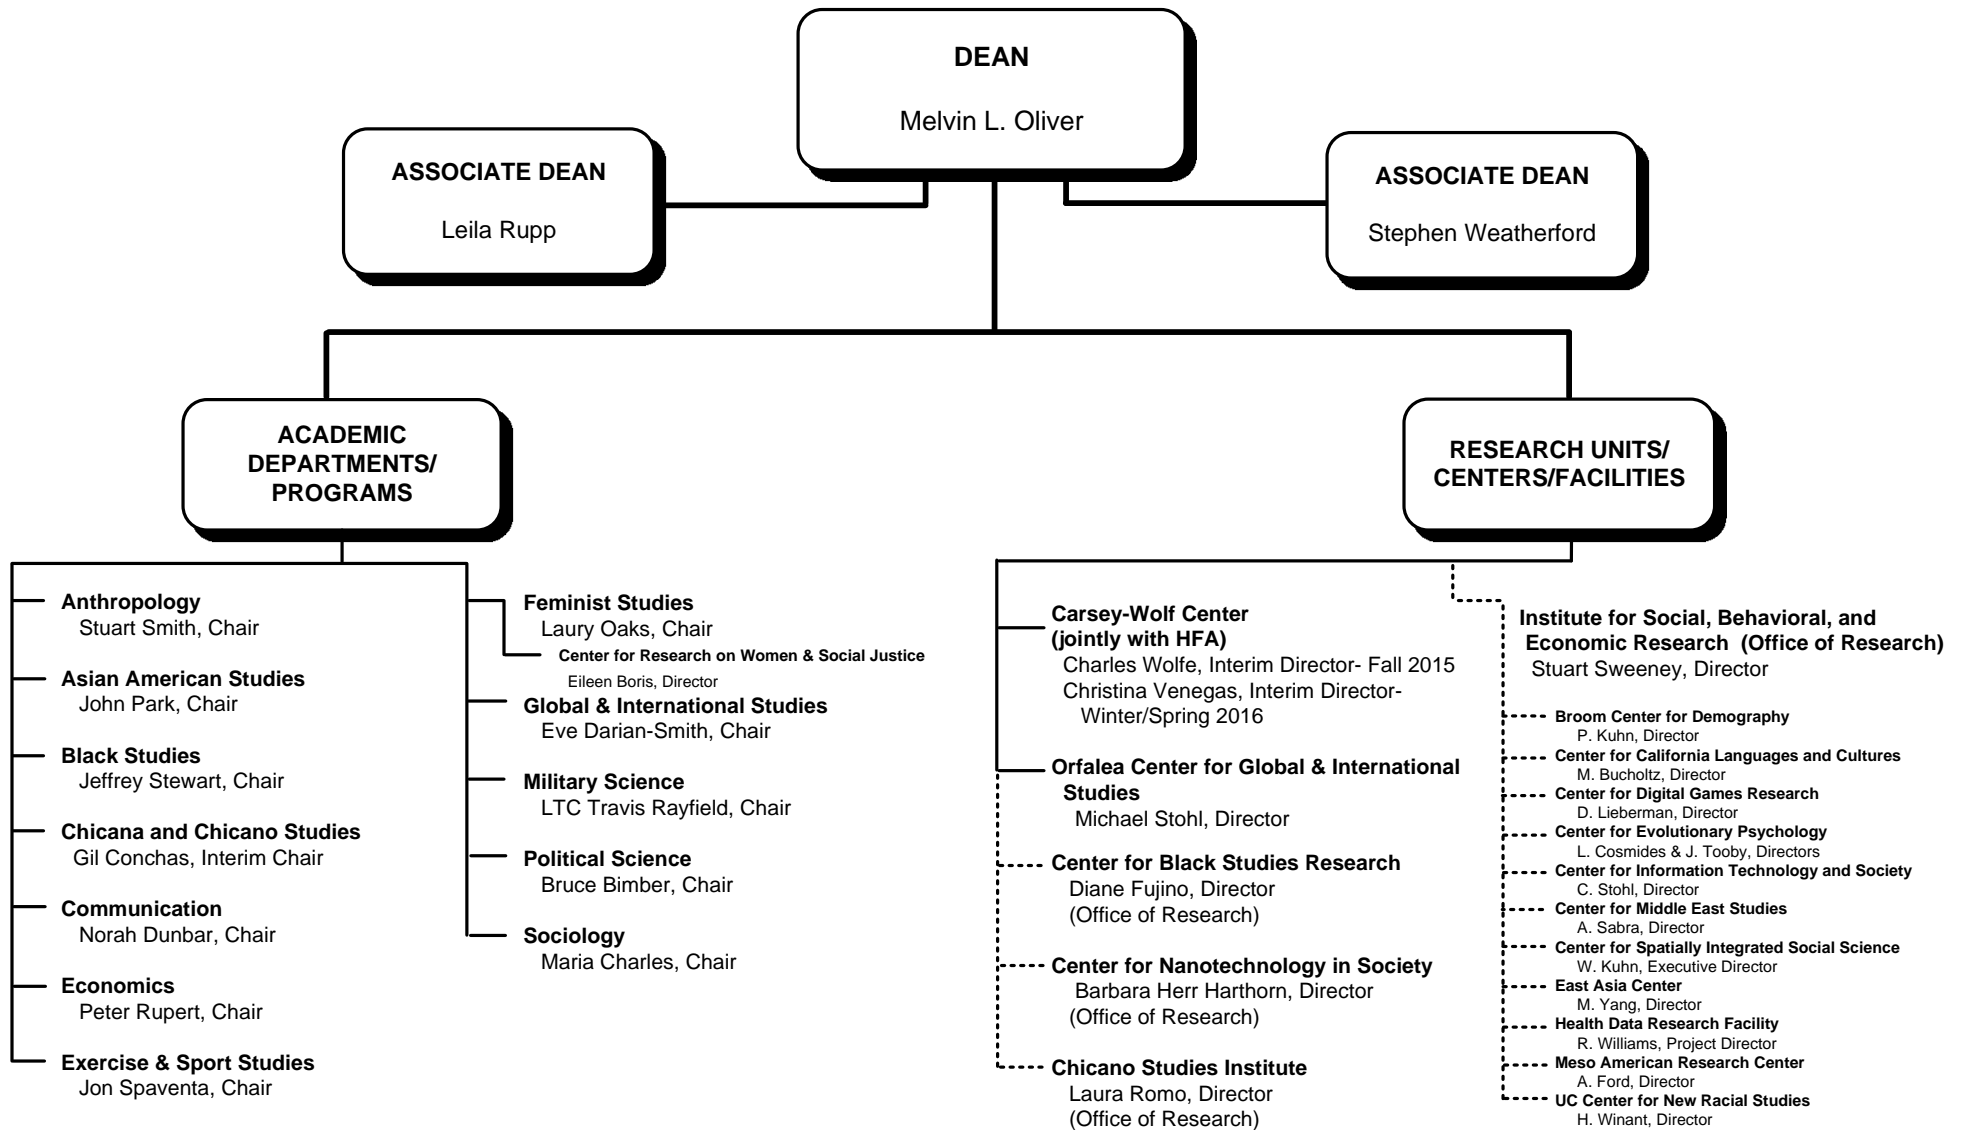 DEAN
Melvin L. Oliver
ASSOCIATE DEAN
Leila Rupp
ASSOCIATE DEAN
Stephen Weatherford
ACADEMIC
DEPARTMENTS/
PROGRAMS
RESEARCH UNITS/
CENTERS/FACILITIES
Anthropology
Stuart Smith, Chair
Asian American Studies
John Park, Chair
Black Studies
Jeffrey Stewart, Chair
Chicana and Chicano Studies
Gil Conchas, Interim Chair
Communication
Norah Dunbar, Chair
Economics
Peter Rupert, Chair
Exercise & Sport Studies
Jon Spaventa, Chair
Feminist Studies
Laury Oaks, Chair
Center for Research on Women & Social Justice
Eileen Boris, Director
Global & International Studies
Eve Darian-Smith, Chair
Military Science
LTC Travis Rayfield, Chair
Political Science
Bruce Bimber, Chair
Sociology
Maria Charles, Chair
Carsey-Wolf Center
(jointly with HFA)
Charles Wolfe, Interim Director- Fall 2015
Christina Venegas, Interim Director-
Winter/Spring 2016
Orfalea Center for Global & International
Studies
Michael Stohl, Director
Center for Black Studies Research
Diane Fujino, Director
(Office of Research)
Center for Nanotechnology in Society
Barbara Herr Harthorn, Director
(Office of Research)
Chicano Studies Institute
Laura Romo, Director
(Office of Research)
Institute for Social, Behavioral, and
Economic Research (Office of Research)
Stuart Sweeney, Director
Broom Center for Demography
P. Kuhn, Director
Center for California Languages and Cultures
M. Bucholtz, Director
Center for Digital Games Research
D. Lieberman, Director
Center for Evolutionary Psychology
L. Cosmides & J. Tooby, Directors
Center for Information Technology and Society
C. Stohl, Director
Center for Middle East Studies
A. Sabra, Director
Center for Spatially Integrated Social Science
W. Kuhn, Executive Director
East Asia Center
M. Yang, Director
Health Data Research Facility
R. Williams, Project Director
Meso American Research Center
A. Ford, Director
UC Center for New Racial Studies
H. Winant, Director